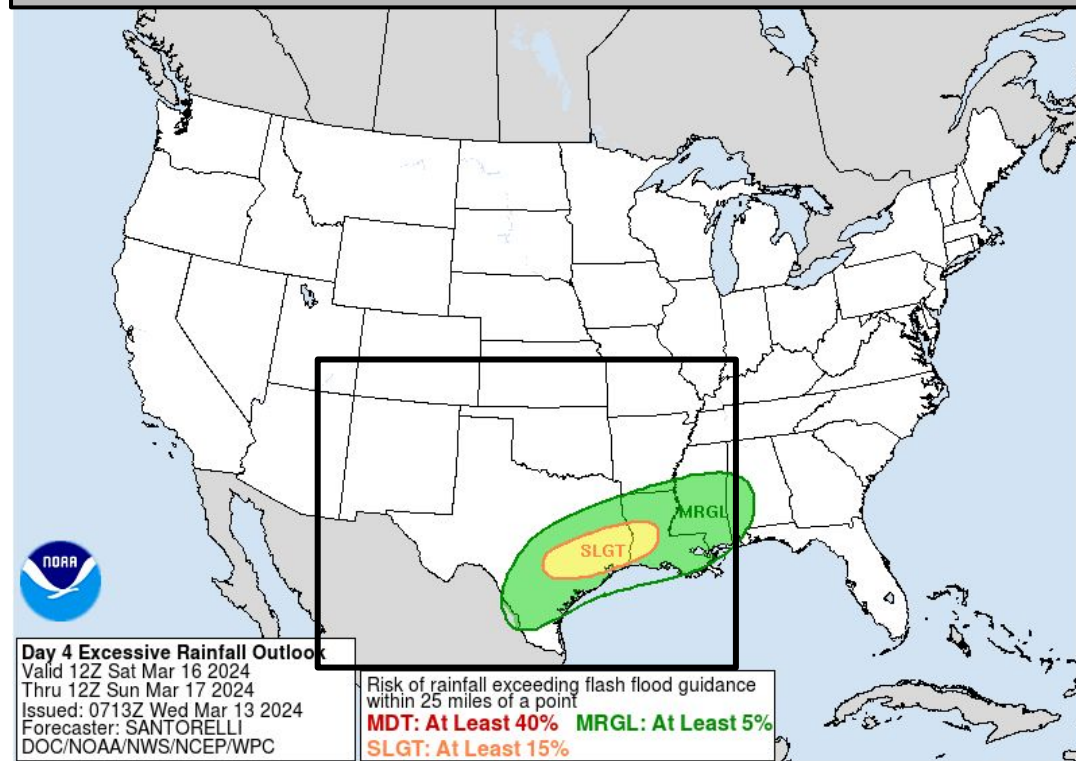 MRGL
SLGT
NOAA
Day 4 Excessive Rainfall Outlook
Valid 12Z Sat Mar 16 2024
Thru 12Z Sun Mar 17 2024
Issued: 0713Z Wed Mar 13 2024
Forecaster: SANTORELLI
DOC/NOAA/NWS/NCEP/WPC
Risk of rainfall exceeding flash flood guidance
within 25 miles of a point
MDT: At Least 40% MRGL: At Least 5%
SLGT: At Least 15%